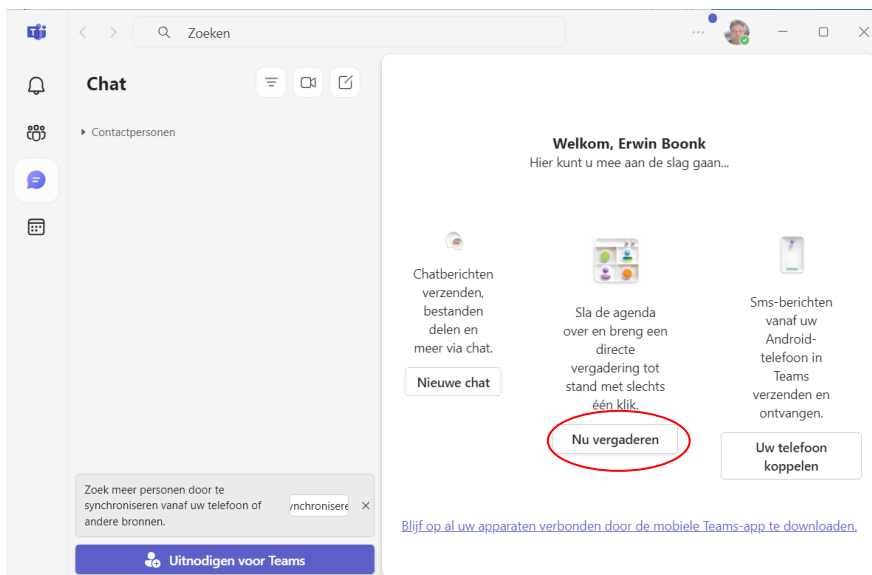 Zoeken
Chat
Contactpersonen
Welkom, Erwin Boonk
Hier kunt u mee aan de slag gaan...
Chatberichten
verzenden,
bestanden
delen en
meer via chat.
Nieuwe chat
Sla de agenda
over en breng een
directe
vergadering tot
stand met slechts
één klik.
Nu vergaderen
Sms-berichten
vanaf uw
Android-
telefoon in
Teams
verzenden en
ontvangen.
Uw telefoon
koppelen
Zoek meer personen door te
synchroniseren vanaf uw telefoon of
andere bronnen.
ynchronisere
Uitnodigen voor Teams
Blijf op al uw apparaten verbonden door de mobiele Teams-app te downloaden.